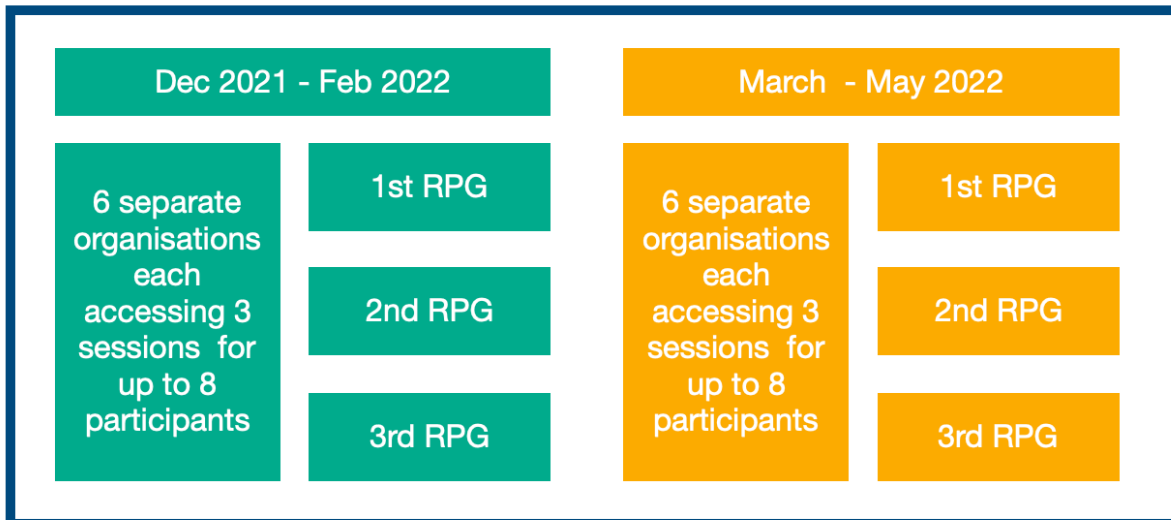 Dec 2021 - Feb 2022
6 separate
organisations
each
accessing 3
sessions for
up to 8
participants
1st RPG
2nd RPG
3rd RPG
March - May 2022
6 separate
organisations
each
accessing 3
sessions for
up to 8
participants
1st RPG
2nd RPG
3rd RPG